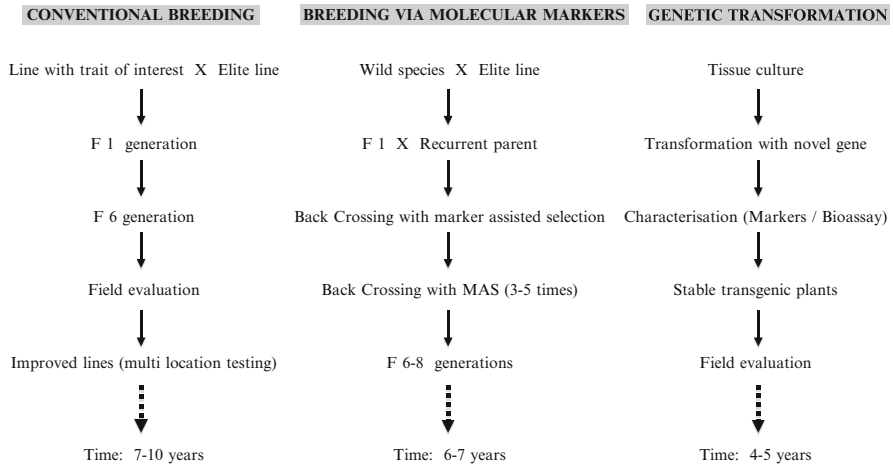 CONVENTIONAL BREEDING
Line with trait of interest X Elite line
F 1 generation
F 6 generation
Field evaluation
Improved lines (multi location testing)
Time: 7-10 years
BREEDING VIA MOLECULAR MARKERS
Wild species X Elite line
F 1 X Recurrent parent
Back Crossing with marker assisted selection
Back Crossing with MAS (3-5 times)
F 6-8 generations
Time: 6-7 years
GENETIC TRANSFORMATION
Tissue culture
Transformation with novel gene
Characterisation (Markers / Bioassay)
Stable transgenic plants
Field evaluation
Time: 4-5 years